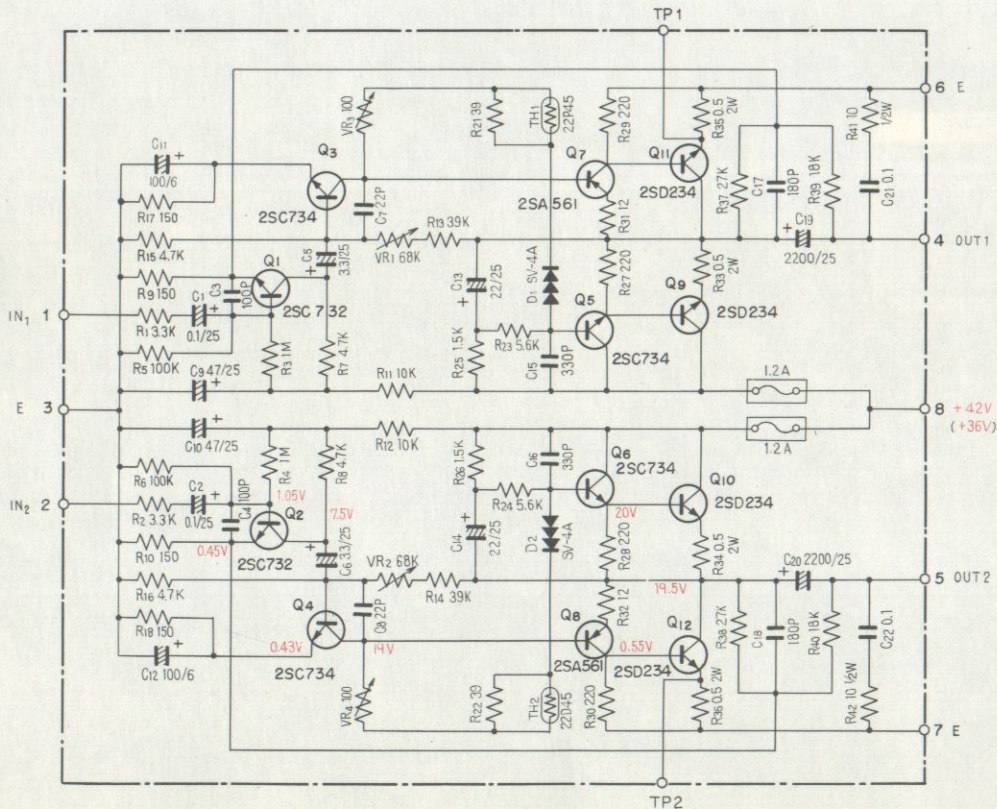 TP1
6 E
VR3 100
R21 39
TH1
22D45
R29 220
R35 0.5
2W
R41 10
1/2W
C11
100/6
Q3
Q7
Q11
R37 27K
C17
180P
R39 18K
C21 0.1
R17 150
2SC734
C7 22P
2SA561
2SD234
R31 12
R15 4.7K
R13 39K
VR1 68K
C19
2200/25
4 OUT1
C5
3.3/25
R9 150
C3
100P
Q1
C13
22/25
D1 SV-4A
R27 220
R33 0.5
2W
Q5
Q9
IN1 1
R1 3.3K
C1
0.1/25
2SC732
2SD234
R5 100K
R3 1M
R7 4.7K
R25 1.5K
R23 5.6K
C15
330P
2SC734
C9 47/25
R11 10K
1.2A
E 3
8 +42V
(+36V)
C10 47/25
R12 10K
1.2A
R6 100K
R4 1M
R8 4.7K
R26 1.5K
C16
330P
Q6
2SC734
Q10
2SD234
IN2 2
R2 3.3K
C2
0.1/25
C4 100P
1.05V
7.5V
R24 5.6K
20V
R10 150
0.45V
Q2
2SC732
C6 3.3/25
C14
22/25
D2
SV-4A
R28 220
R34 0.5
2W
VR2 68K
R14 39K
19.5V
C20 2200/25
5 OUT2
R16 4.7K
R18 150
Q4
C8 22P
R32 12
Q8
Q12
R38 27K
C18
180P
R40 18K
C22 0.1
0.43V
19V
0.55V
C12 100/6
2SC734
2SA561
2SD234
VR4 100
R22 39
TH2
22D45
R30 220
R36 0.5
2W
R42 10 1/2W
7 E
TP2